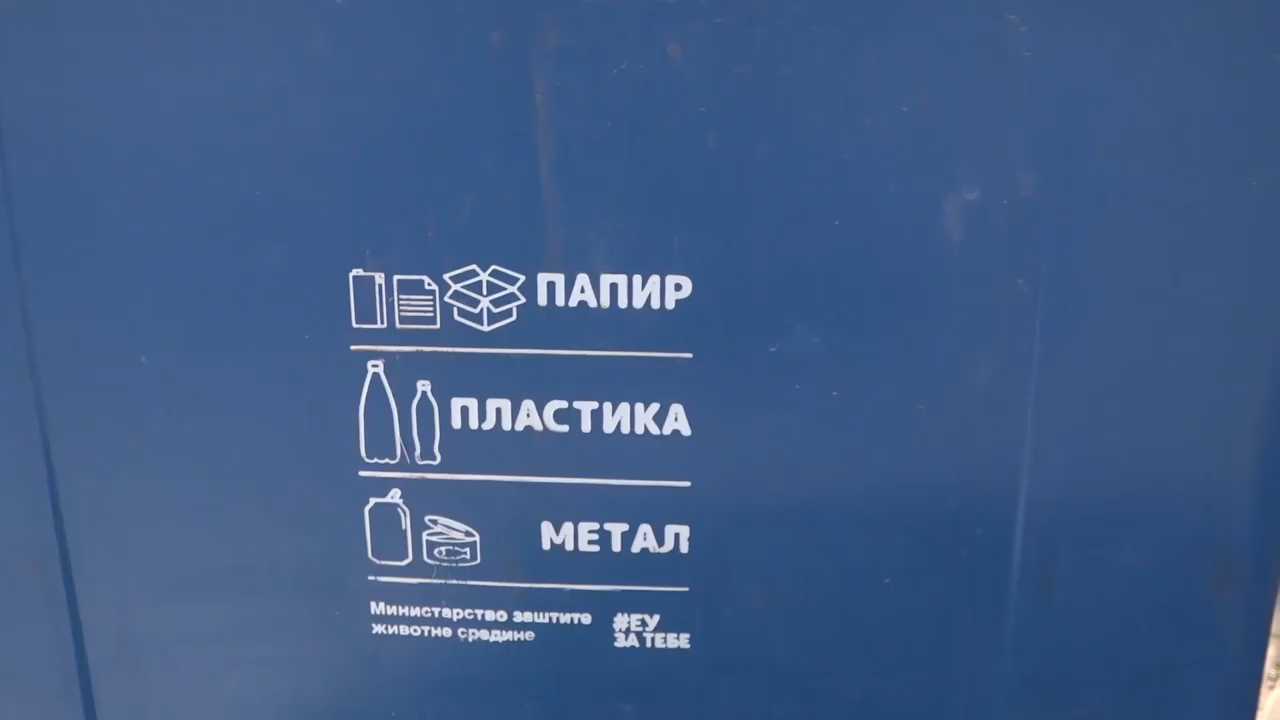 ПАПИР
ПЛАСТИКА
МЕТАЛ
Министарство заштите
животне средине
#ЕУ
ЗА ТЕБЕ